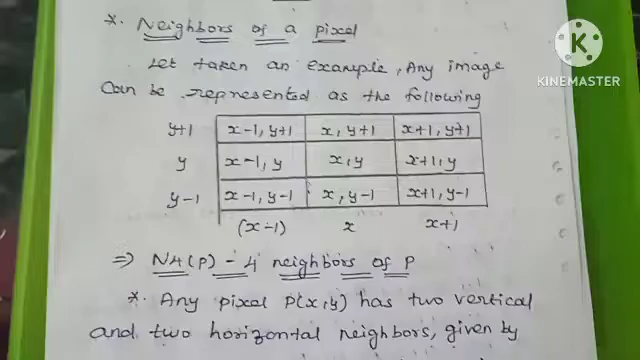 *. Neighbors of a pixel
Let taken an example, Any image
Can be represented as the following
y+1 x-1, y+1 x, y+1 x+1, y+1
y x-1, y x, y x+1, y
y-1 x-1, y-1 x, y-1 x+1, y-1
(x-1) x x+1
⇒ N4(P) - 4 neighbors of P
*. Any pixel P(x,y) has two vertical
and two horizontal neighbors, given by
K
KINEMASTER